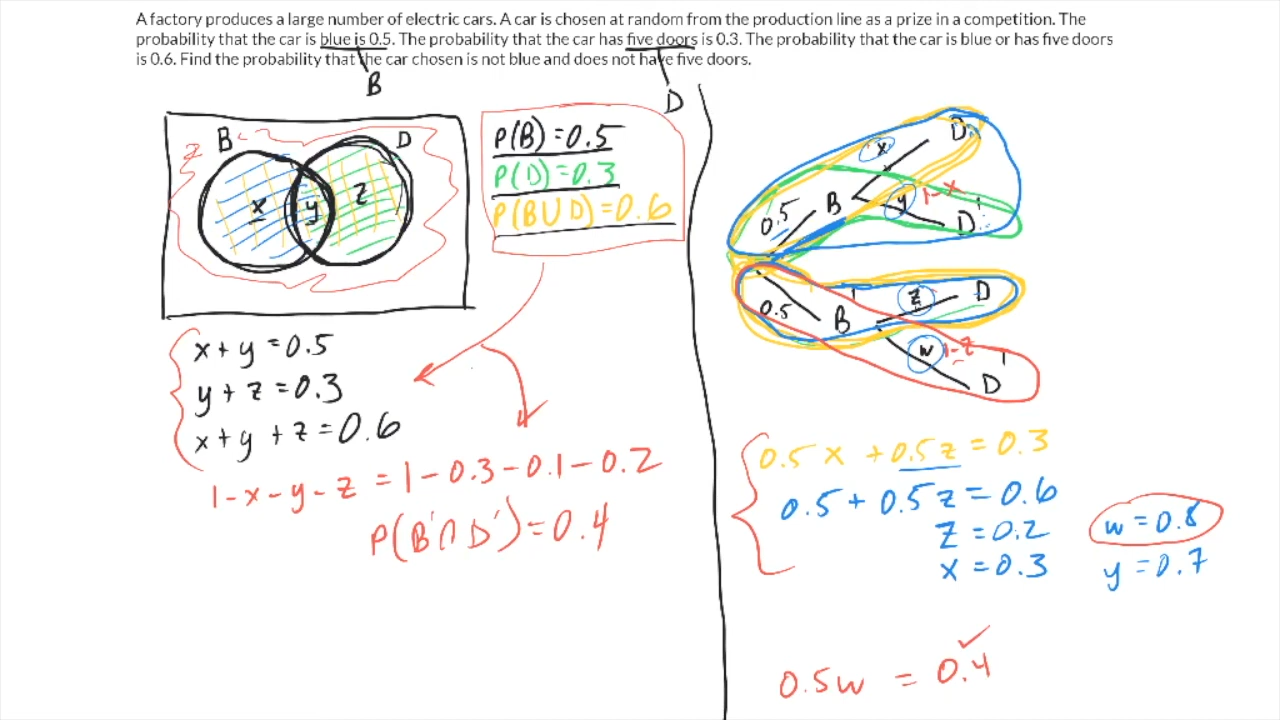 A factory produces a large number of electric cars. A car is chosen at random from the production line as a prize in a competition. The
probability that the car is blue is 0.5. The probability that the car has five doors is 0.3. The probability that the car is blue or has five doors
is 0.6. Find the probability that the car chosen is not blue and does not have five doors.
B
D
B
D
x
y
z
P(B) = 0.5
P(D) = 0.3
P(B∪D) = 0.6
x + y = 0.5
y + z = 0.3
x + y + z = 0.6
1 - x - y - z = 1 - 0.3 - 0.1 - 0.2
P(B'∩D') = 0.4
0.5
B
x
D
y
1-x
D'
0.5
B'
z
D
w
1-z
D'
0.5x + 0.5z = 0.3
0.5 + 0.5z = 0.6
z = 0.2
x = 0.3
w = 0.8
y = 0.7
0.5w = 0.4 ✓